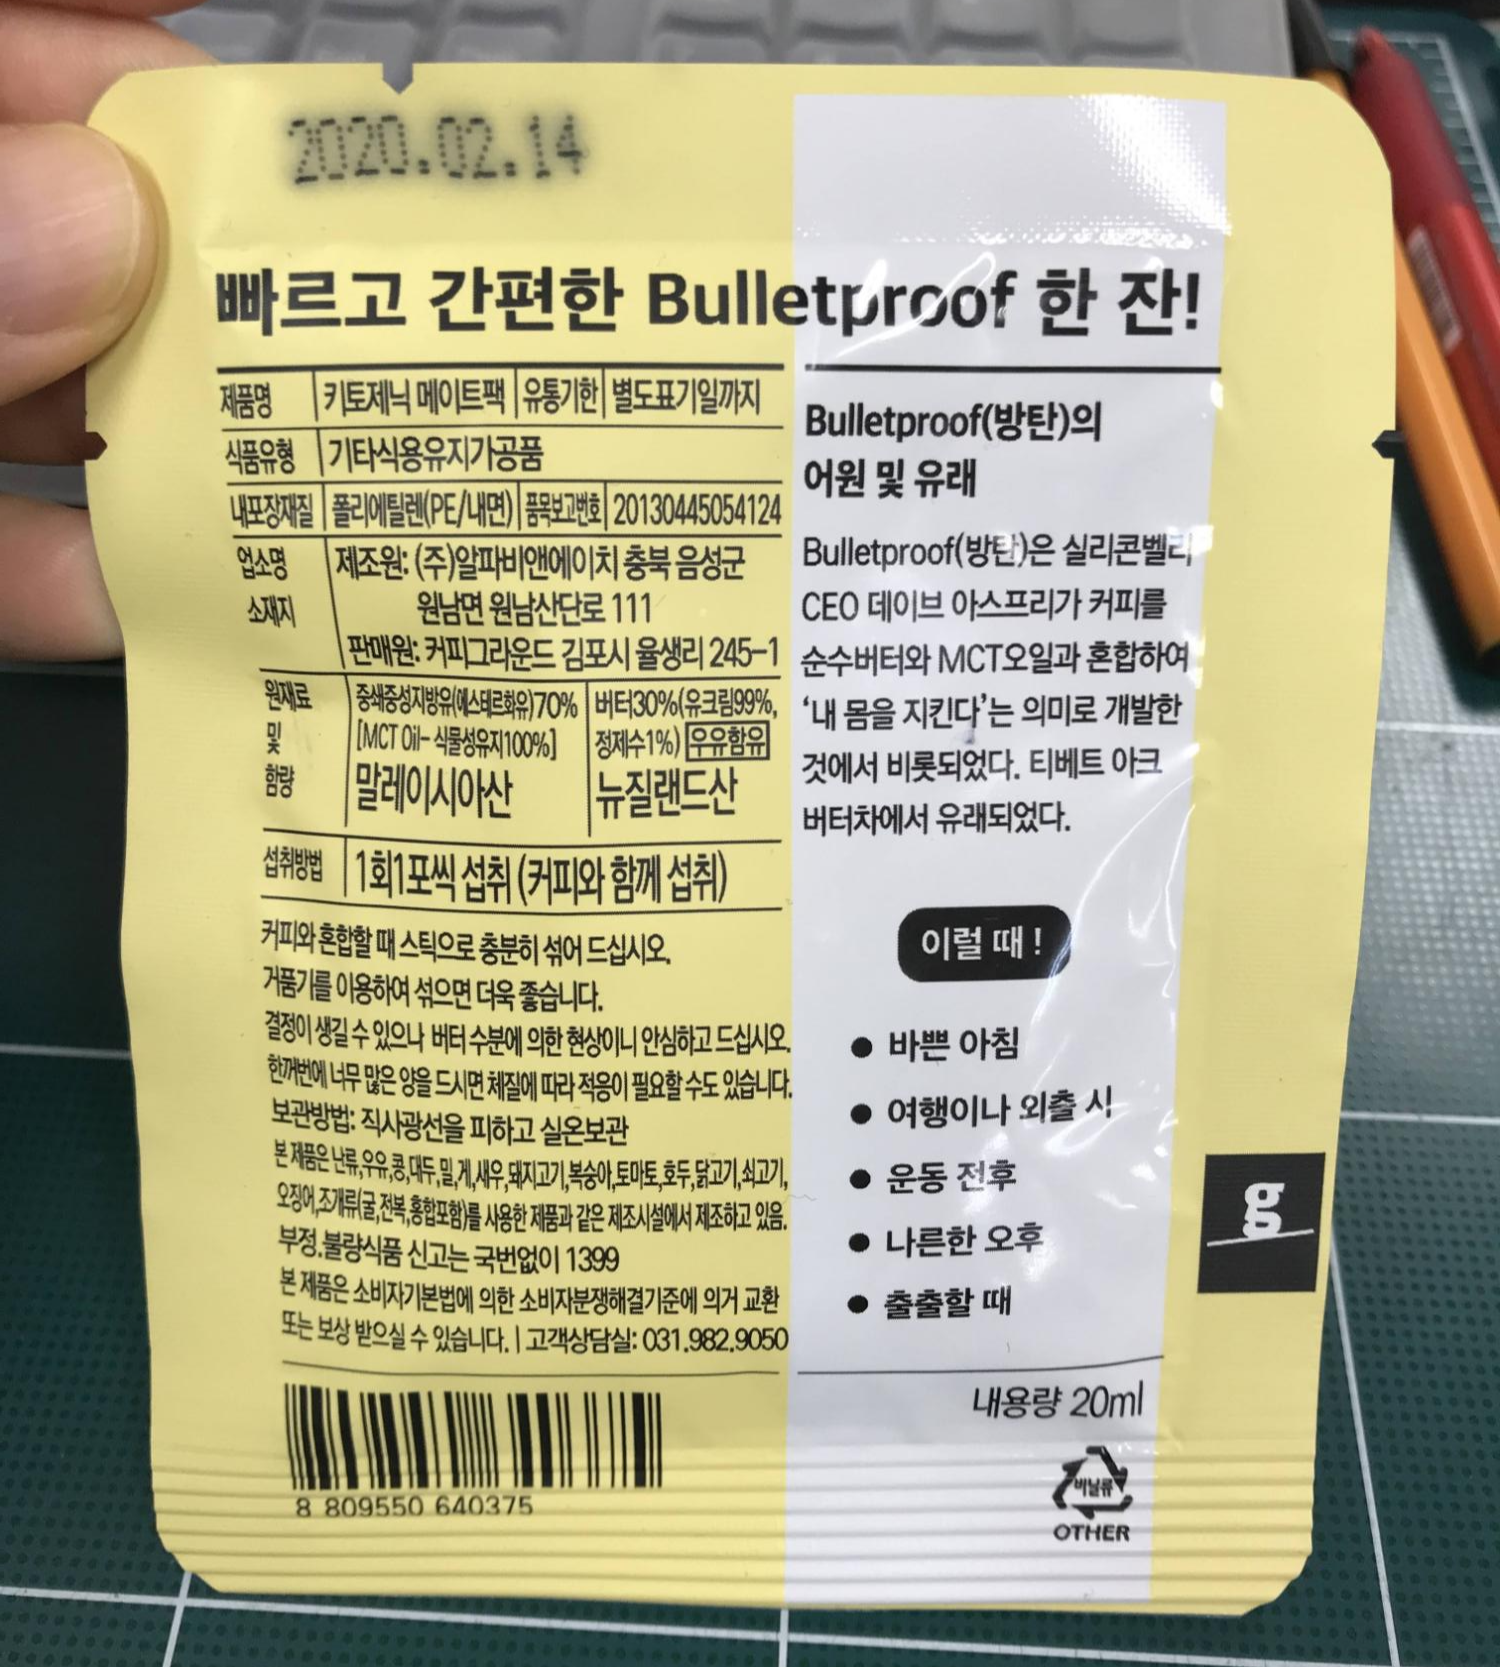 2020.02.14
빠르고 간편한 Bulletproof 한 잔!
제품명 키토제닉 메이트팩 유통기한 별도표기일까지
식품유형 기타식용유지가공품
내포장재질 폴리에틸렌(PE/내면) 품목보고번호 20130445054124
업소명 제조원: (주)알파비앤에이치 충북 음성군
소재지 원남면 원남산단로 111
판매원: 커피그라운드 김포시 율생리 245-1
원재료 중쇄중성지방유(에스테르화유)70% 버터30%(유크림99%,
및 [MCT Oil- 식물성유지100%] 정제수1%) 우유함유
함량 말레이시아산 뉴질랜드산
섭취방법 1회1포씩 섭취 (커피와 함께 섭취)
커피와 혼합할 때 스틱으로 충분히 섞어 드십시오.
거품기를 이용하여 섞으면 더욱 좋습니다.
결정이 생길 수 있으나 버터 수분에 의한 현상이니 안심하고 드십시오.
한꺼번에 너무 많은 양을 드시면 체질에 따라 적응이 필요할 수도 있습니다.
보관방법: 직사광선을 피하고 실온보관
본 제품은 난류,우유,콩,대두,밀,게,새우,돼지고기,복숭아,토마토,호두,닭고기,쇠고기,
오징어,조개류(굴,전복,홍합포함)를 사용한 제품과 같은 제조시설에서 제조하고 있음.
부정.불량식품 신고는 국번없이 1399
본 제품은 소비자기본법에 의한 소비자분쟁해결기준에 의거 교환
또는 보상 받으실 수 있습니다. | 고객상담실: 031.982.9050
8 809550 640375
Bulletproof(방탄)의
어원 및 유래
Bulletproof(방탄)은 실리콘벨리
CEO 데이브 아스프리가 커피를
순수버터와 MCT오일과 혼합하여
‘내 몸을 지킨다’는 의미로 개발한
것에서 비롯되었다. 티베트 야크
버터차에서 유래되었다.
이럴 때 !
● 바쁜 아침
● 여행이나 외출 시
● 운동 전후
● 나른한 오후
● 출출할 때
g
내용량 20ml
비닐류
OTHER